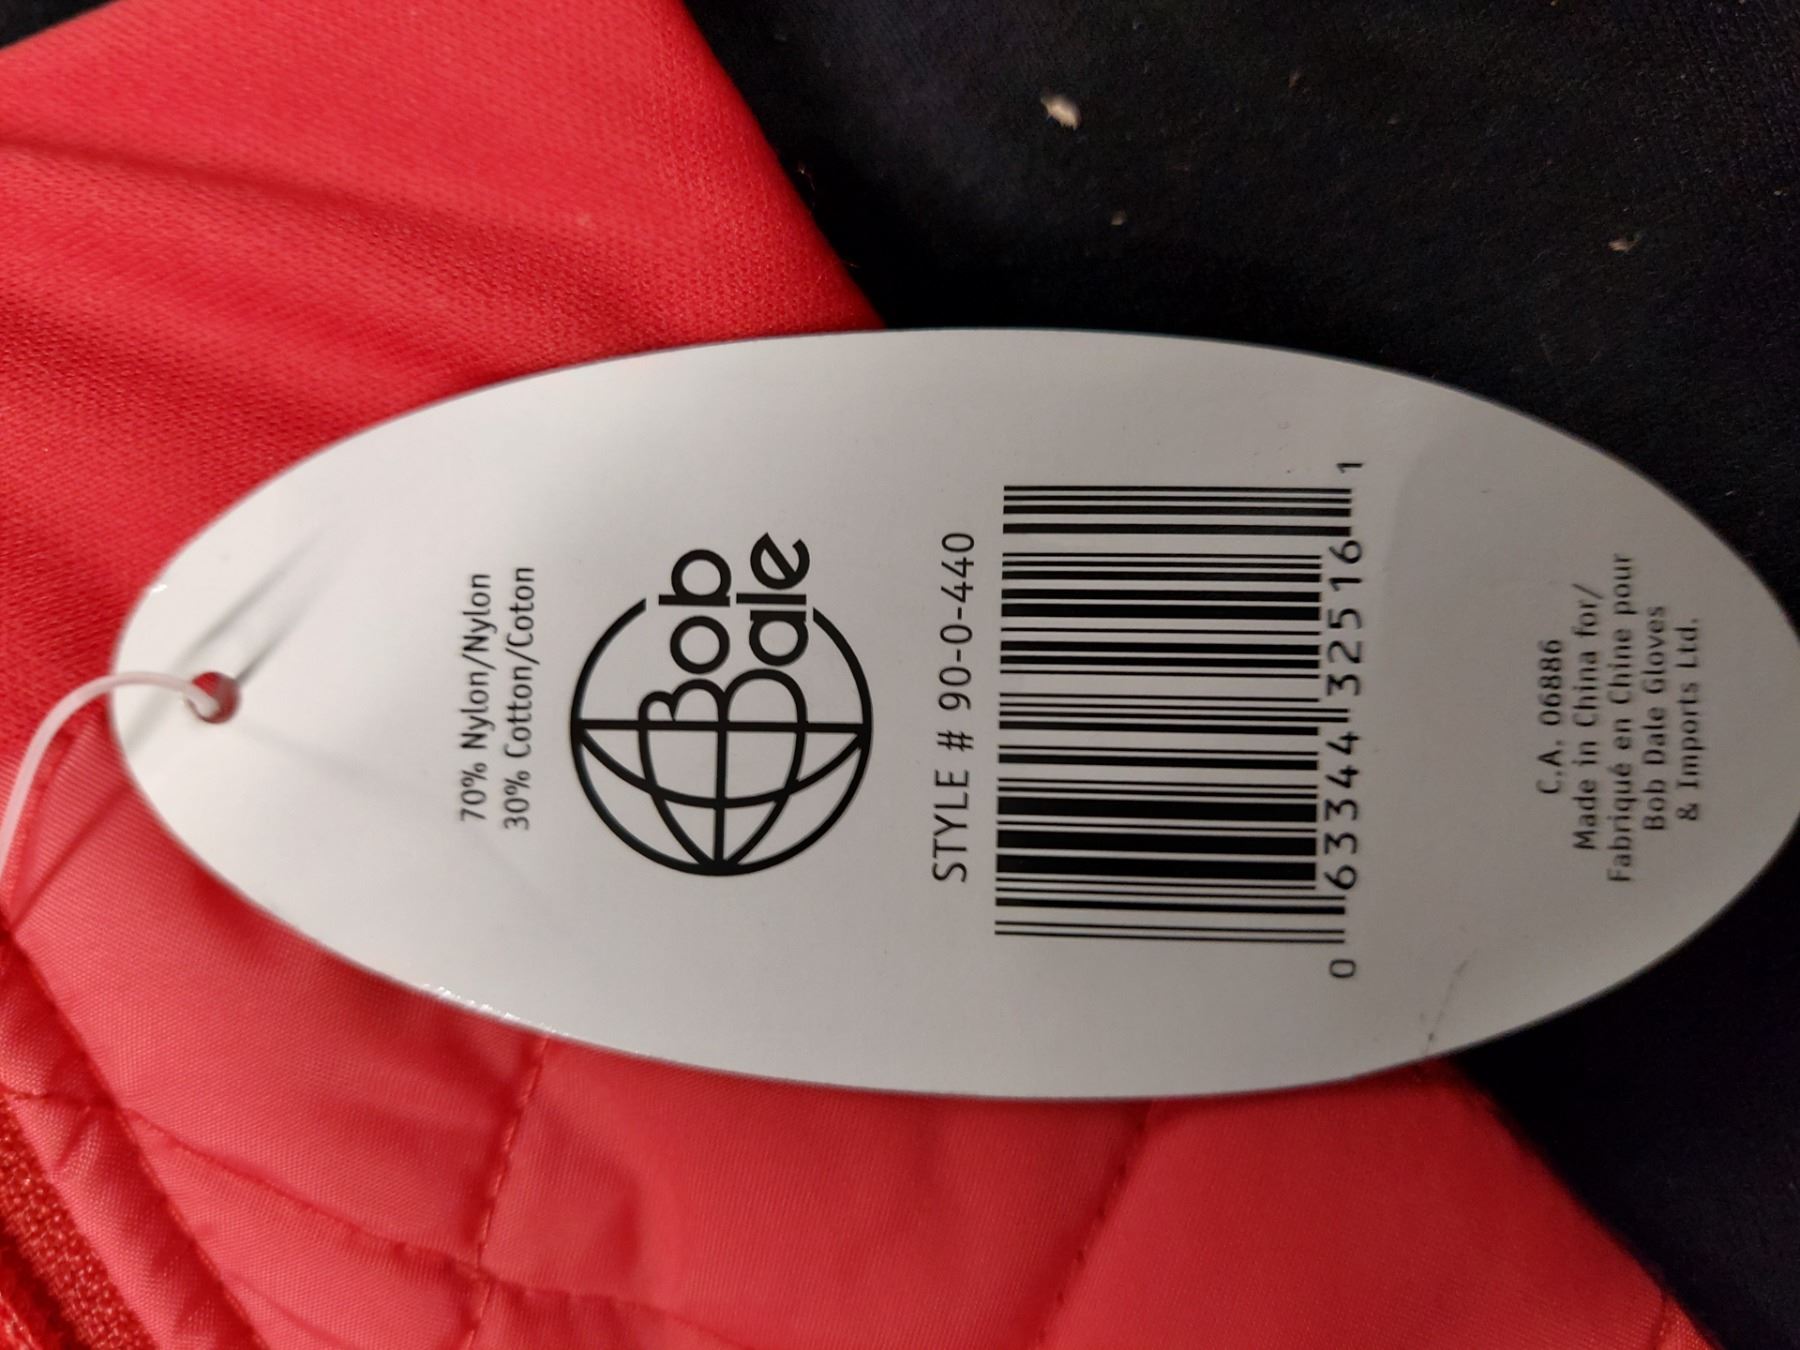 70% Nylon/Nylon
30% Cotton/Coton
Bob
Dale
STYLE # 90-0-440
0 63344 32516 1
C.A. 06886
Made in China for/
Fabriqué en Chine pour
Bob Dale Gloves
& Imports Ltd.